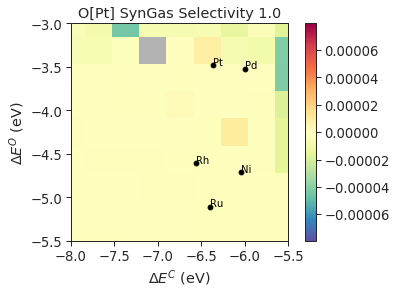 O[Pt] SynGas Selectivity 1.0
−3.0
−3.5
−4.0
−4.5
−5.0
−5.5
ΔE^O (eV)
Pt
Pd
Rh
Ni
Ru
−8.0 −7.5 −7.0 −6.5 −6.0 −5.5
ΔE^C (eV)
0.00006
0.00004
0.00002
0.00000
−0.00002
−0.00004
−0.00006